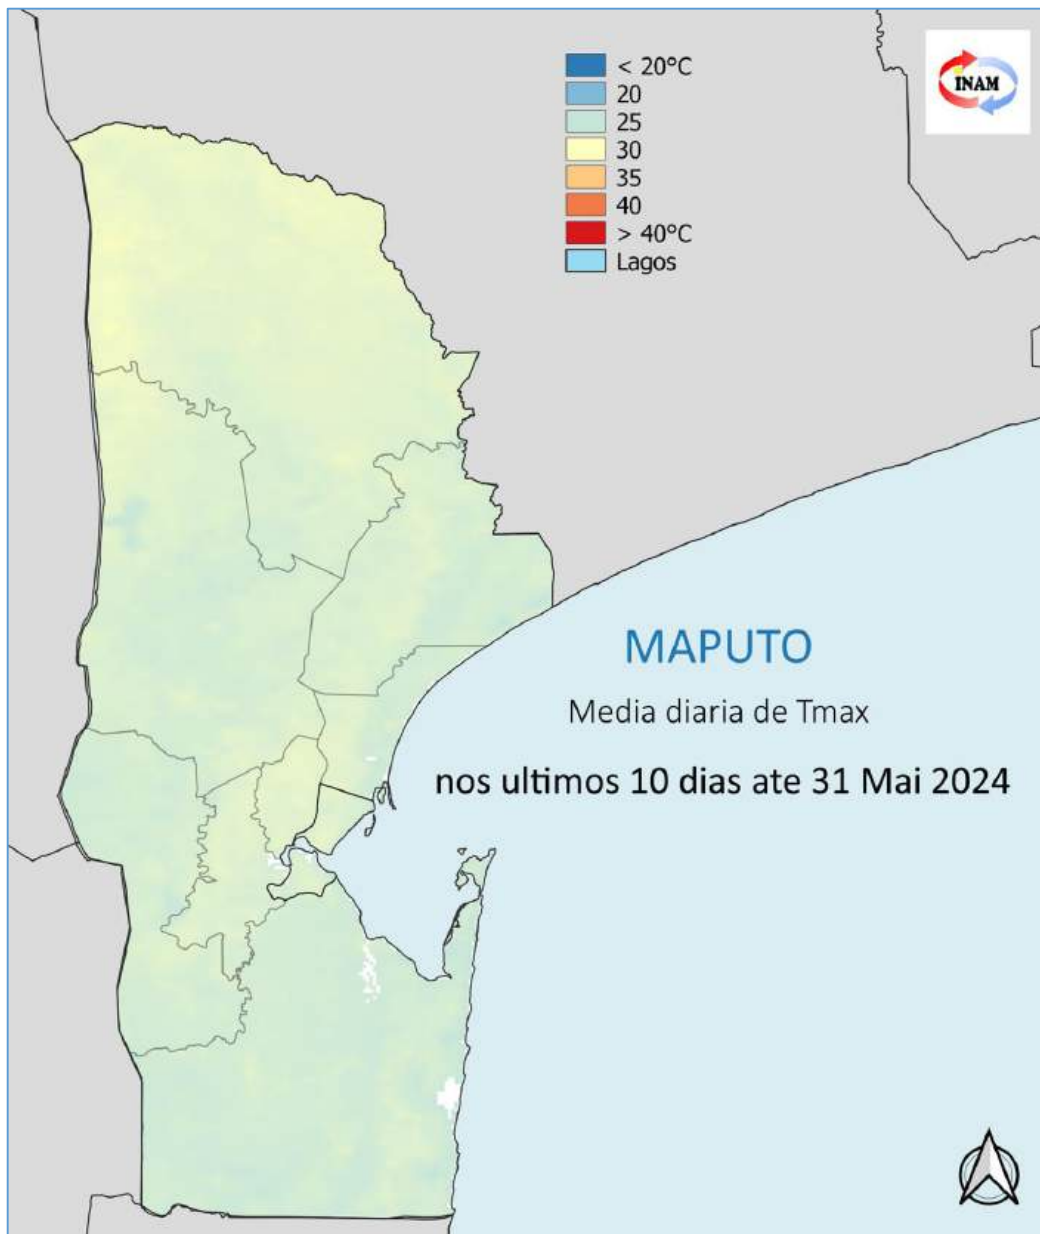 < 20°C
20
25
30
35
40
> 40°C
Lagos
INAM
MAPUTO
Media diaria de Tmax
nos ultimos 10 dias ate 31 Mai 2024